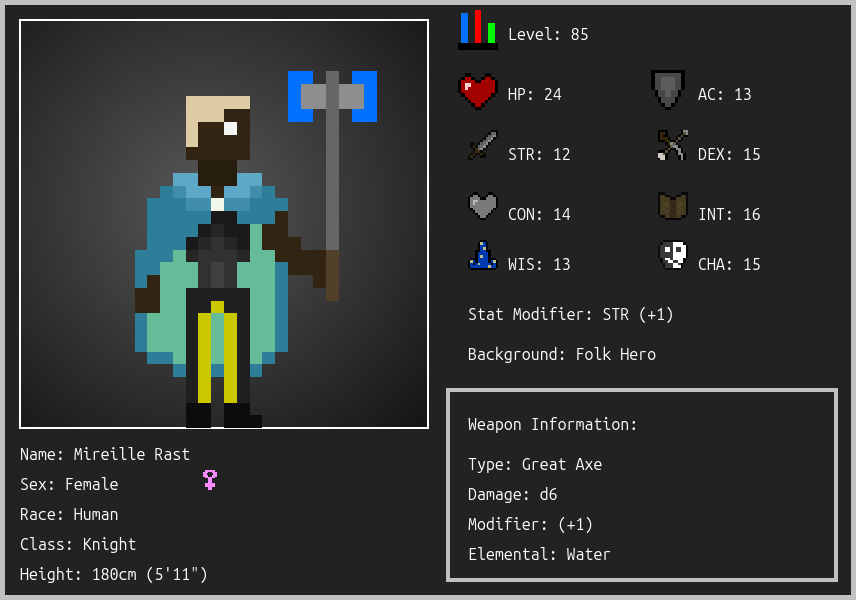 Level: 85
HP: 24
AC: 13
STR: 12
DEX: 15
CON: 14
INT: 16
WIS: 13
CHA: 15
Stat Modifier: STR (+1)
Background: Folk Hero
Weapon Information:
Type: Great Axe
Damage: d6
Modifier: (+1)
Elemental: Water
Name: Mireille Rast
Sex: Female
Race: Human
Class: Knight
Height: 180cm (5'11")